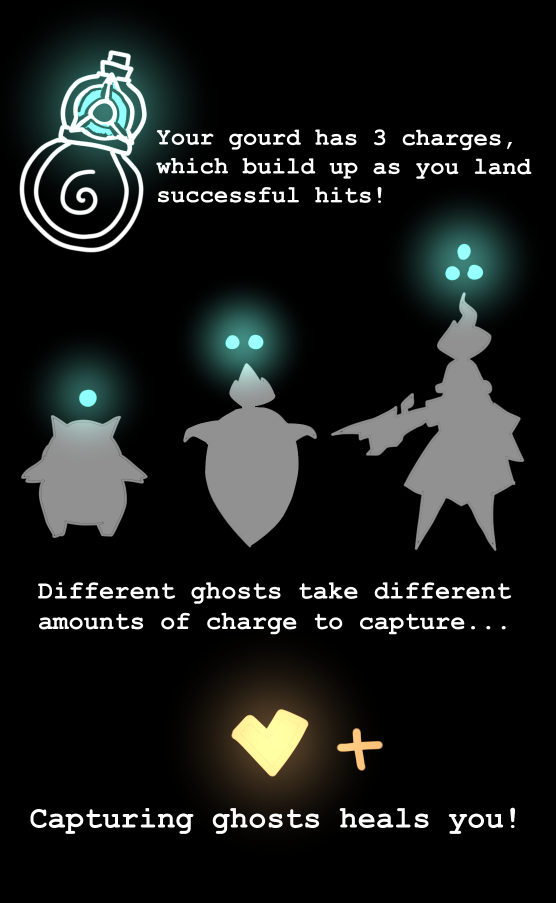 Your gourd has 3 charges,
which build up as you land
successful hits!
Different ghosts take different
amounts of charge to capture...
Capturing ghosts heals you!